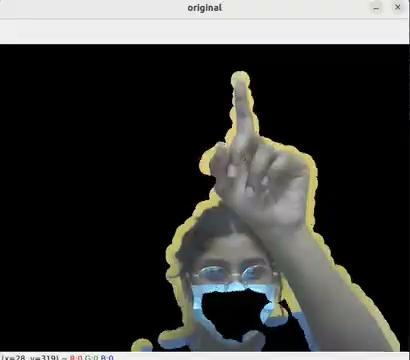 original
(x=28, y=319) ~ R:0 G:0 B:0